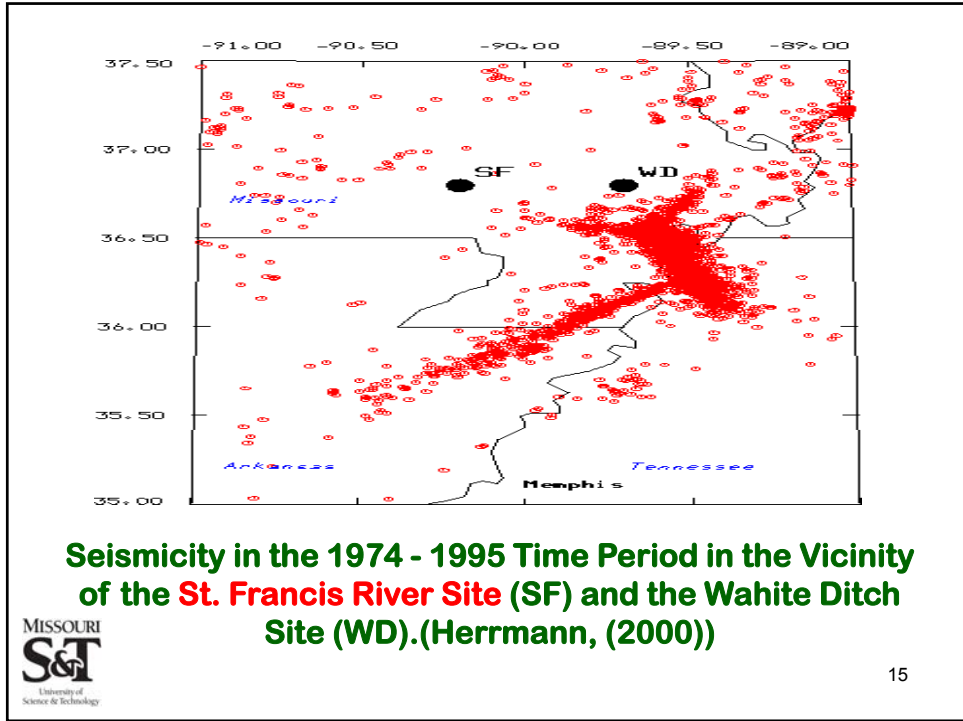 -91.00 -90.50 -90.00 -89.50 -89.00
37.50
37.00
SF WD
Missouri
36.50
36.00
35.50
Arkansas Tennessee
Memphis
35.00
Seismicity in the 1974 - 1995 Time Period in the Vicinity
of the St. Francis River Site (SF) and the Wahite Ditch
Site (WD).(Herrmann, (2000))
MISSOURI
S&T
University of
Science & Technology
15